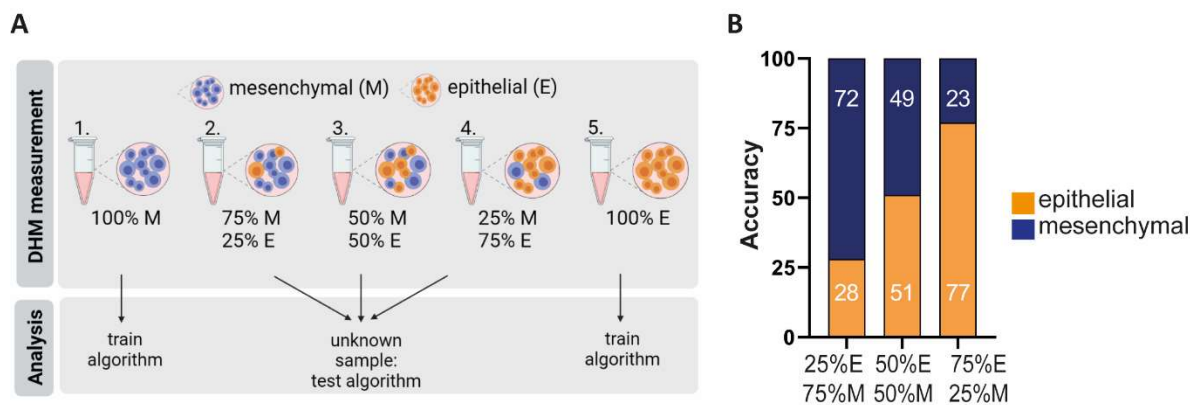 A
DHM measurement
mesenchymal (M)
epithelial (E)
1.
2.
3.
4.
5.
100% M
75% M
25% E
50% M
50% E
25% M
75% E
100% E
Analysis
train
algorithm
unknown
sample:
test algorithm
train
algorithm
B
Accuracy
100
75
50
25
0
72
49
23
28
51
77
25%E
75%M
50%E
50%M
75%E
25%M
epithelial
mesenchymal